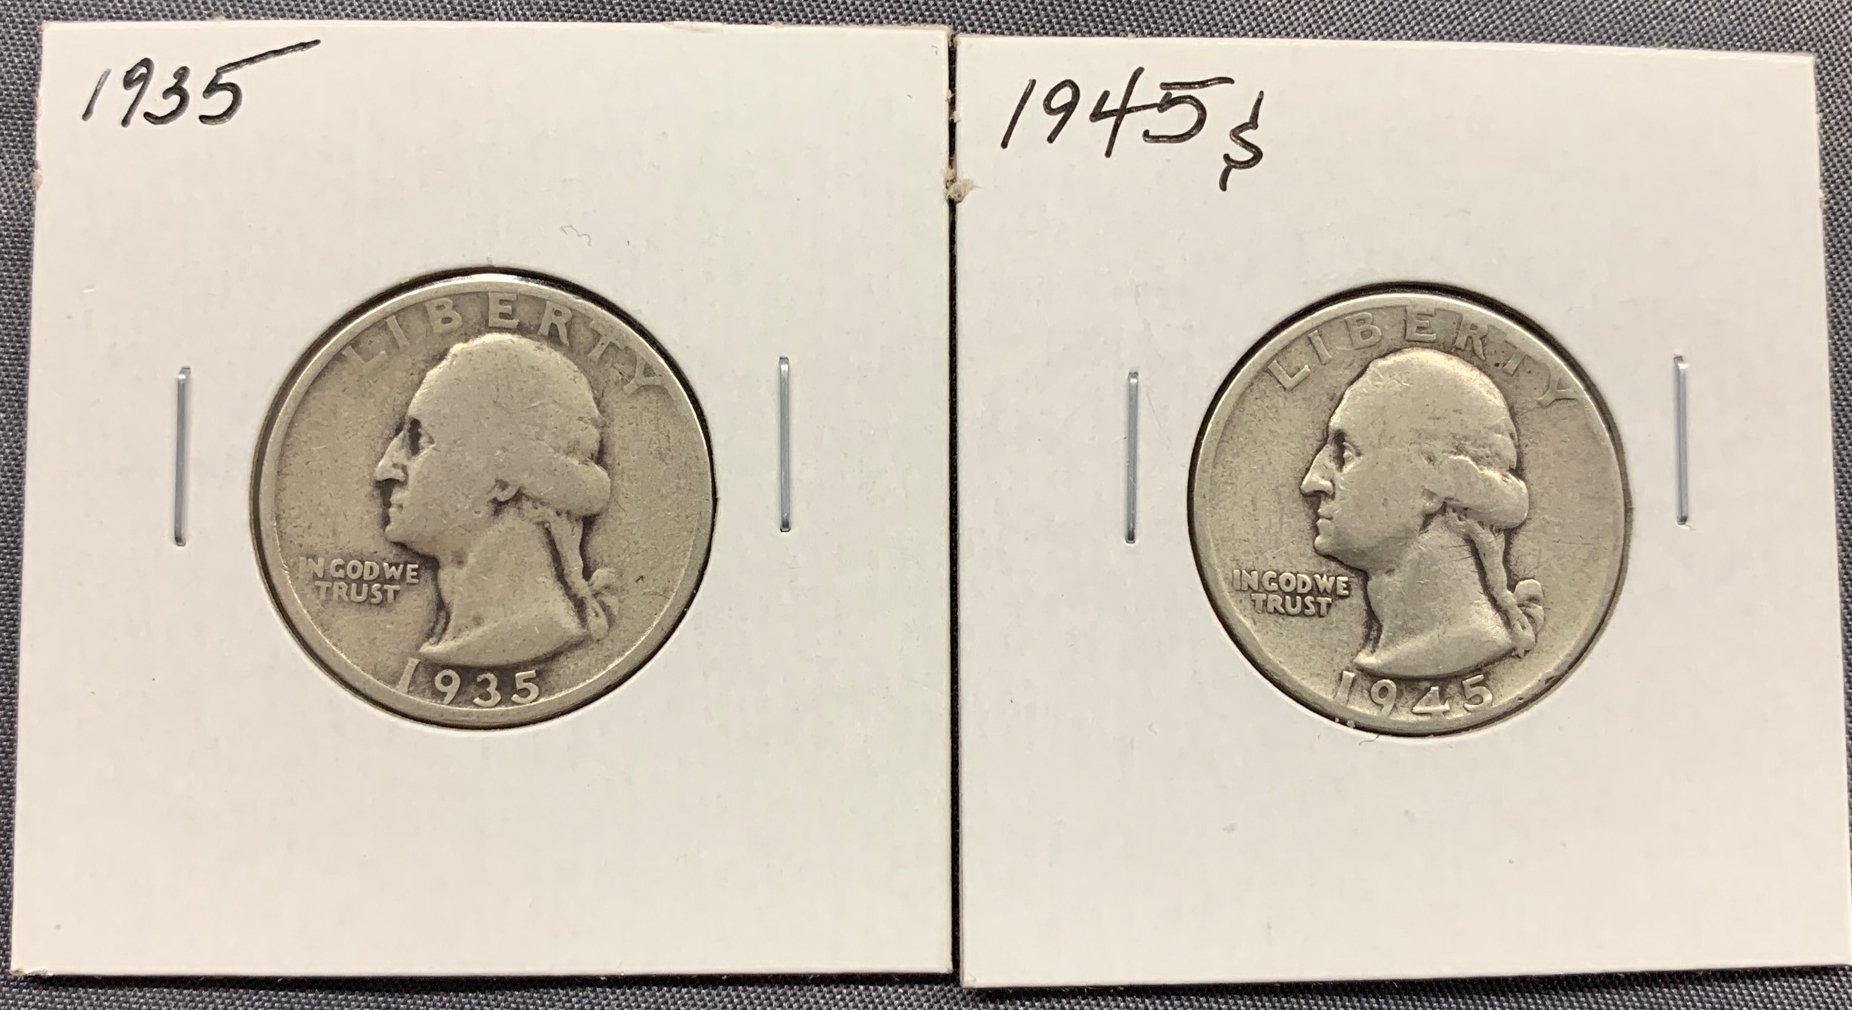 1935
LIBERTY
IN GOD WE
TRUST
1935
1945 s
LIBERTY
IN GOD WE
TRUST
1945